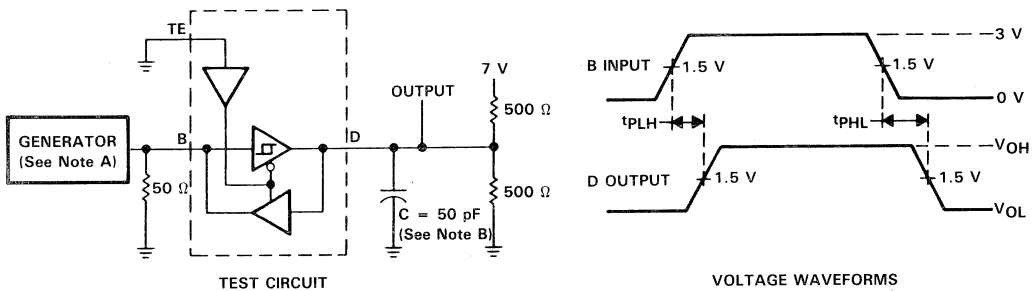 TE
7 V
OUTPUT
500 Ω
GENERATOR
(See Note A)
B
D
50 Ω
500 Ω
C = 50 pF
(See Note B)
TEST CIRCUIT
3 V
B INPUT
1.5 V
1.5 V
0 V
tPLH
tPHL
VOH
D OUTPUT
1.5 V
1.5 V
VOL
VOLTAGE WAVEFORMS